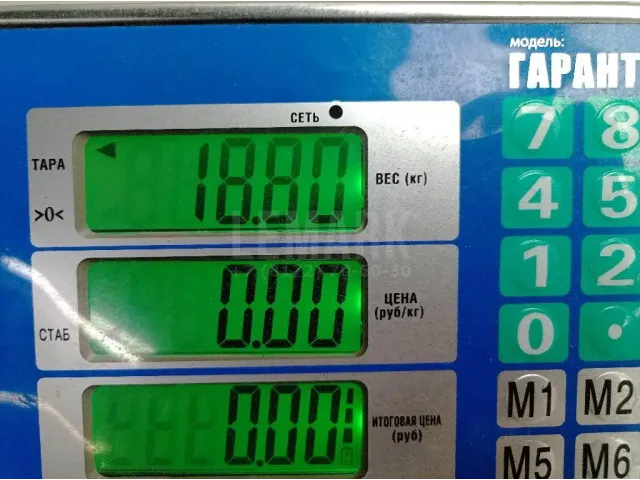 модель:
ГАРАНТ
СЕТЬ
ТАРА
18.80
ВЕС (кг)
>0<
LEMARK
0.00
ЦЕНА
(руб/кг)
СТАБ
0.00
ИТОГОВАЯ ЦЕНА
(руб)
7 8
4 5
1 2
0 .
M1 M2
M5 M6